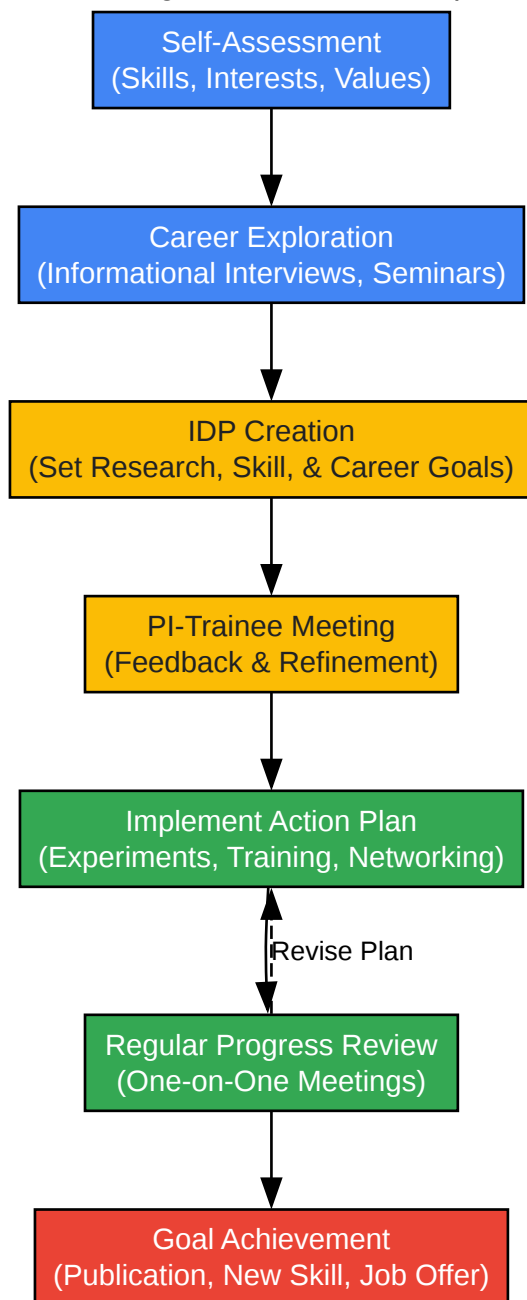 Self-Assessment
(Skills, Interests, Values)
Career Exploration
(Informational Interviews, Seminars)
IDP Creation
(Set Research, Skill, & Career Goals)
PI-Trainee Meeting
(Feedback & Refinement)
Implement Action Plan
(Experiments, Training, Networking)
Revise Plan
Regular Progress Review
(One-on-One Meetings)
Goal Achievement
(Publication, New Skill, Job Offer)